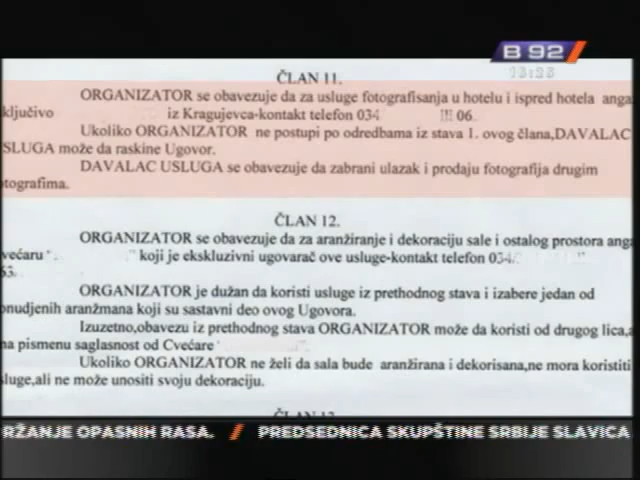 B 92
ČLAN 11.
ORGANIZATOR se obavezuje da za usluge fotografisanja u hotelu i ispred hotela anga
ključivo iz Kragujevca-kontakt telefon 034 !!! 06.
Ukoliko ORGANIZATOR ne postupi po odredbama iz stava 1. ovog člana,DAVALAC
SLUGA može da raskine Ugovor.
DAVALAC USLUGA se obavezuje da zabrani ulazak i prodaju fotografija drugim
tografima.
ČLAN 12.
ORGANIZATOR se obavezuje da za aranžiranje i dekoraciju sale i ostalog prostora anga
većaru koji je ekskluzivni ugovarač ove usluge-kontakt telefon 034/
ORGANIZATOR je dužan da koristi usluge iz prethodnog stava i izabere jedan od
onudjenih aranžmana koji su sastavni deo ovog Ugovora.
Izuzetno,obavezu iz prethodnog stava ORGANIZATOR može da koristi od drugog lica,a
na pismenu saglasnost od Cvećare
Ukoliko ORGANIZATOR ne želi da sala bude aranžirana i dekorisana,ne mora koristiti
sluge,ali ne može unositi svoju dekoraciju.
RŽANJE OPASNIH RASA. / PREDSEDNICA SKUPŠTINE SRBIJE SLAVICA